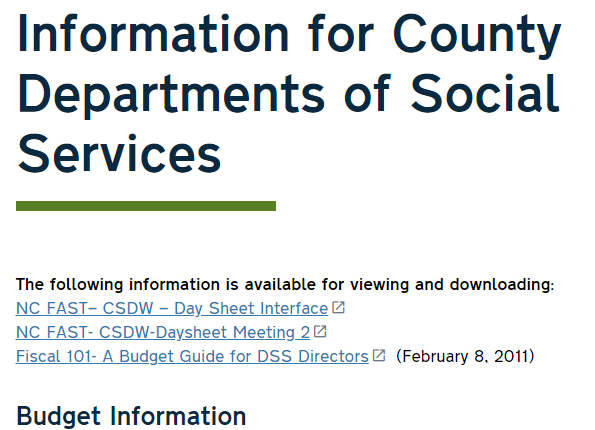 Information for County
Departments of Social
Services
The following information is available for viewing and downloading:
NC FAST– CSDW – Day Sheet Interface
NC FAST- CSDW-Daysheet Meeting 2
Fiscal 101- A Budget Guide for DSS Directors (February 8, 2011)
Budget Information